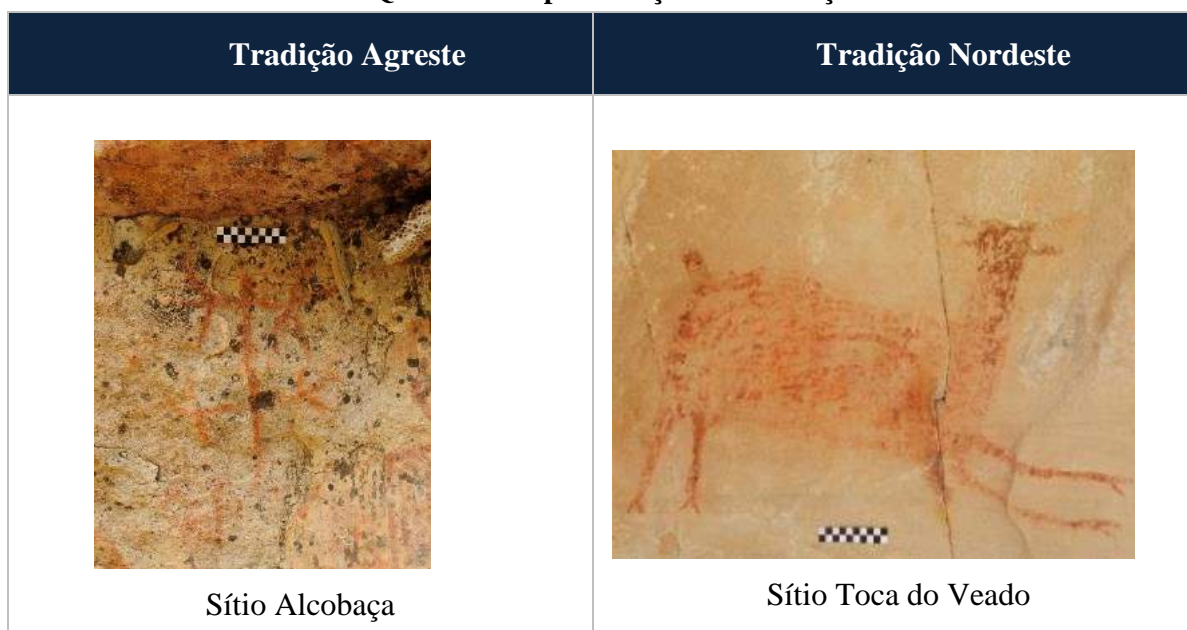 Tradição Agreste
Tradição Nordeste
Sítio Alcobaça
Sítio Toca do Veado